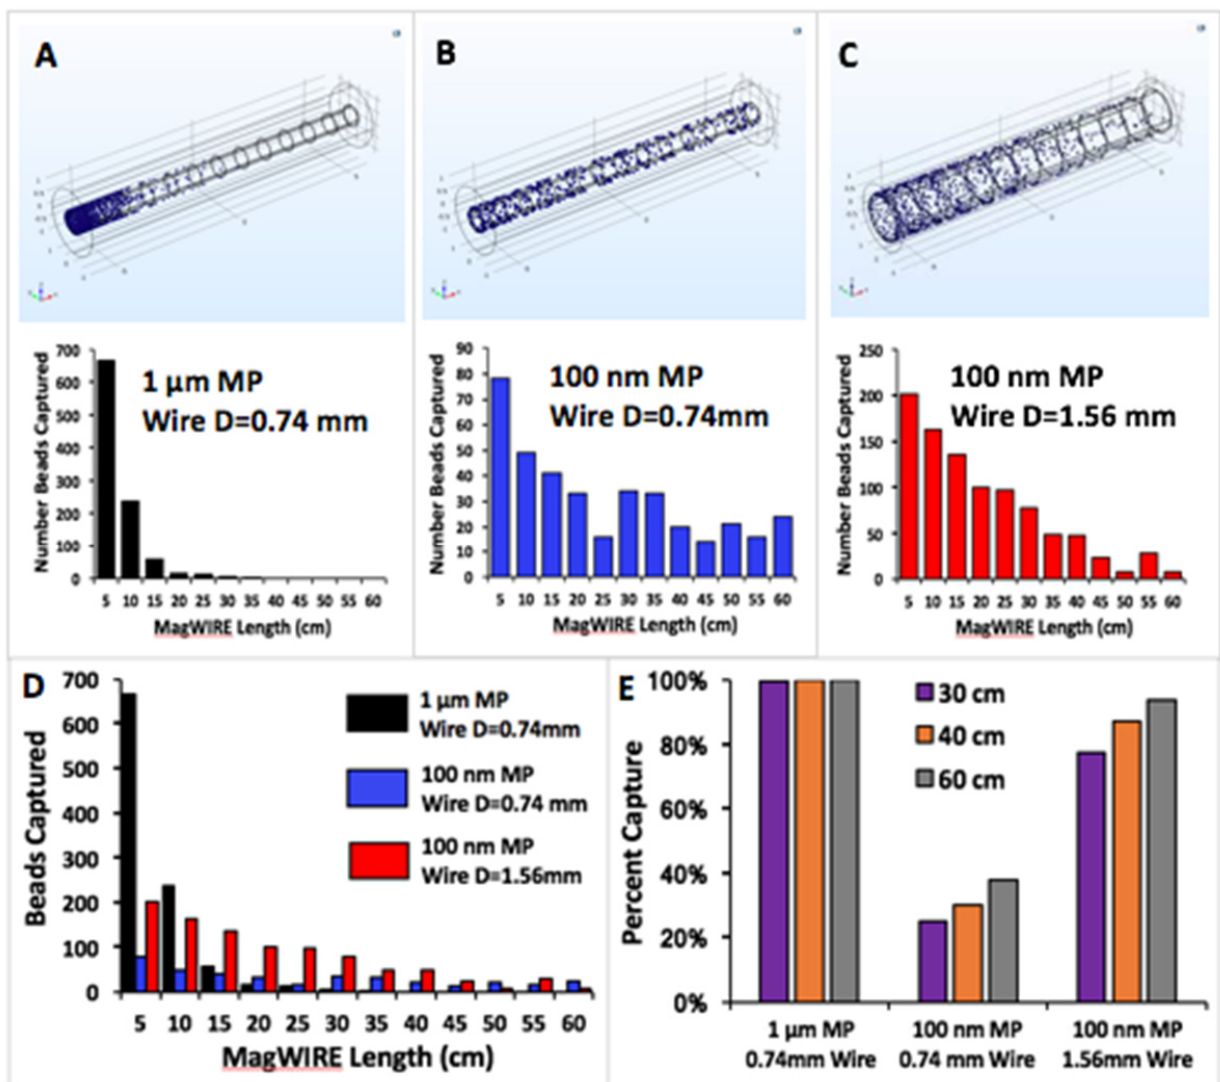 A
B
C
700
600
500
400
300
200
100
0
Number Beads Captured
1 µm MP
Wire D=0.74 mm
5 10 15 20 25 30 35 40 45 50 55 60
MagWIRE Length (cm)
90
80
70
60
50
40
30
20
10
0
Number Beads Captured
100 nm MP
Wire D=0.74mm
5 10 15 20 25 30 35 40 45 50 55 60
MagWIRE Length (cm)
250
200
150
100
50
0
Number Beads Captured
100 nm MP
Wire D=1.56 mm
5 10 15 20 25 30 35 40 45 50 55 60
MagWIRE Length (cm)
D
700
600
500
400
300
200
100
0
Beads Captured
1 µm MP
Wire D=0.74mm
100 nm MP
Wire D=0.74 mm
100 nm MP
Wire D=1.56mm
5 10 15 20 25 30 35 40 45 50 55 60
MagWIRE Length (cm)
E
100%
80%
60%
40%
20%
0%
Percent Capture
30 cm
40 cm
60 cm
1 µm MP
0.74mm Wire
100 nm MP
0.74 mm Wire
100 nm MP
1.56mm Wire